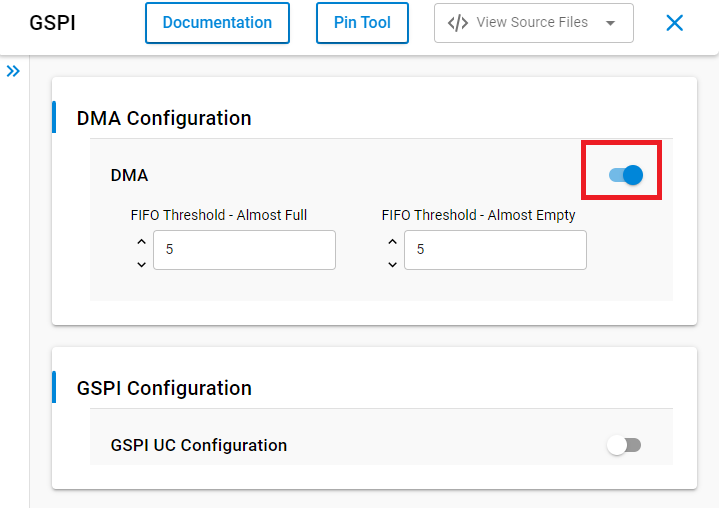 GSPI
Documentation
Pin Tool
</> View Source Files
DMA Configuration
DMA
FIFO Threshold - Almost Full
FIFO Threshold - Almost Empty
5
5
GSPI Configuration
GSPI UC Configuration